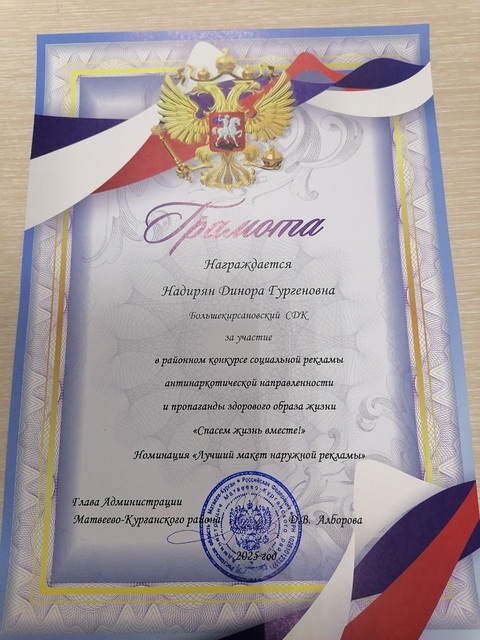 Грамота
Награждается
Надирян Динора Гургеновна
Большекирсановский СДК
за участие
в районном конкурсе социальной рекламы
антинаркотической направленности
и пропаганды здорового образа жизни
«Спасем жизнь вместе!»
Номинация «Лучший макет наружной рекламы»
Глава Администрации
Матвеево-Курганского района Д.В. Алборова
2025 год